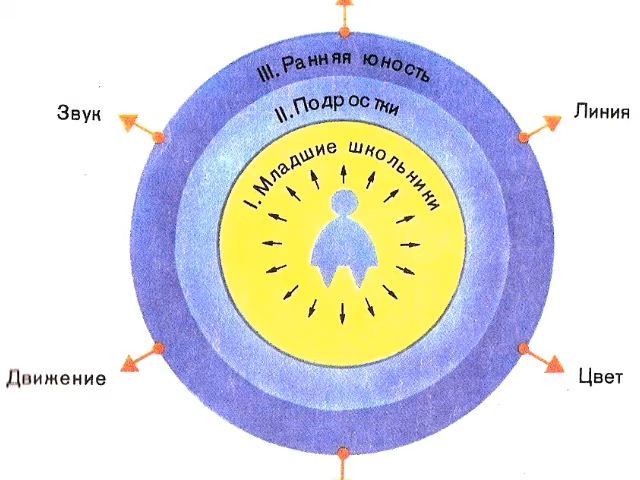 III. Ранняя юность
II. Подростки
I. Младшие школьники
Звук
Линия
Движение
Цвет